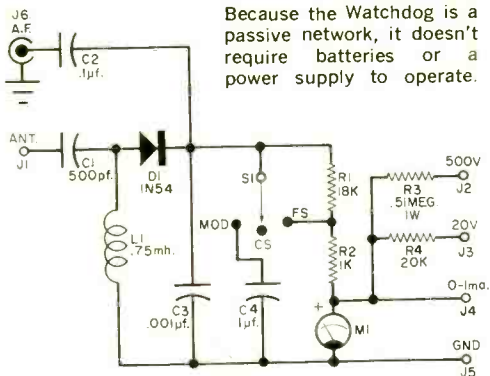 J6
A.F.
Because the Watchdog is a
passive network, it doesn't
require batteries or a
power supply to operate.
C2
.1µf.
ANT.
J1
C1
500pf.
D1
1N54
S1
R1
18K
500V
J2
R3
.51MEG.
1W
MOD
FS
CS
20V
J3
R4
20K
L1
.75mh.
R2
1K
0-1ma.
J4
C3
.001µf.
C4
1µf.
+
M1
GND
J5